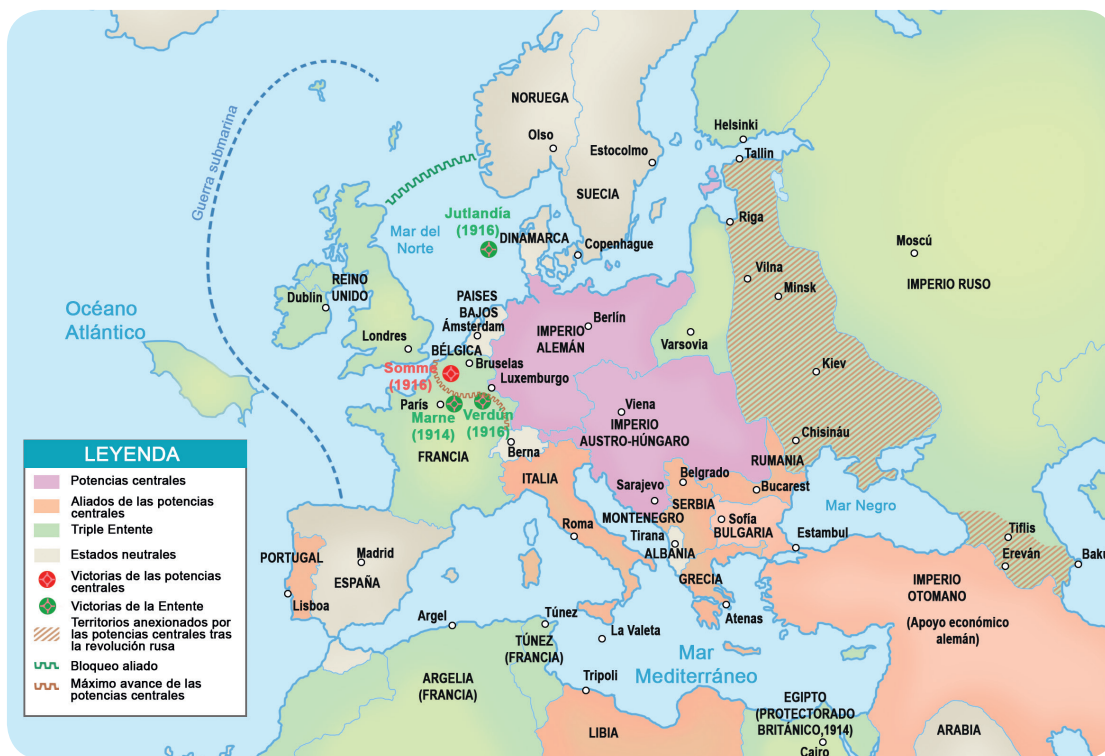 Guerra submarina
NORUEGA
Olso
Estocolmo
SUECIA
Helsinki
Tallin
Riga
Moscú
IMPERIO RUSO
Vilna
Minsk
Jutlandía
(1916)
Mar del
Norte
DINAMARCA
Copenhague
Océano
Atlántico
REINO
UNIDO
Dublin
Londres
PAISES
BAJOS
Ámsterdam
BÉLGICA
Bruselas
Luxemburgo
IMPERIO
ALEMÁN
Berlín
Varsovia
Kiev
Somme
(1916)
París
Marne
(1914)
Verdún
(1916)
FRANCIA
Berna
Viena
IMPERIO
AUSTRO-HÚNGARO
Chisináu
RUMANIA
Bucarest
Belgrado
Sarajevo
SERBIA
MONTENEGRO
Sofía
BULGARIA
Tirana
ALBANIA
GRECIA
Atenas
Estambul
Mar Negro
Tiflis
Ereván
Bakú
IMPERIO
OTOMANO
(Apoyo económico
alemán)
ITALIA
Roma
PORTUGAL
Lisboa
Madrid
ESPAÑA
Argel
Túnez
TÚNEZ
(FRANCIA)
La Valeta
Mar
Mediterráneo
ARGELIA
(FRANCIA)
Tripoli
LIBIA
EGIPTO
(PROTECTORADO
BRITÁNICO,1914)
Cairo
ARABIA
LEYENDA
Potencias centrales
Aliados de las potencias
centrales
Triple Entente
Estados neutrales
Victorias de las potencias
centrales
Victorias de la Entente
Territorios anexionados por
las potencias centrales tras
la revolución rusa
Bloqueo aliado
Máximo avance de las
potencias centrales